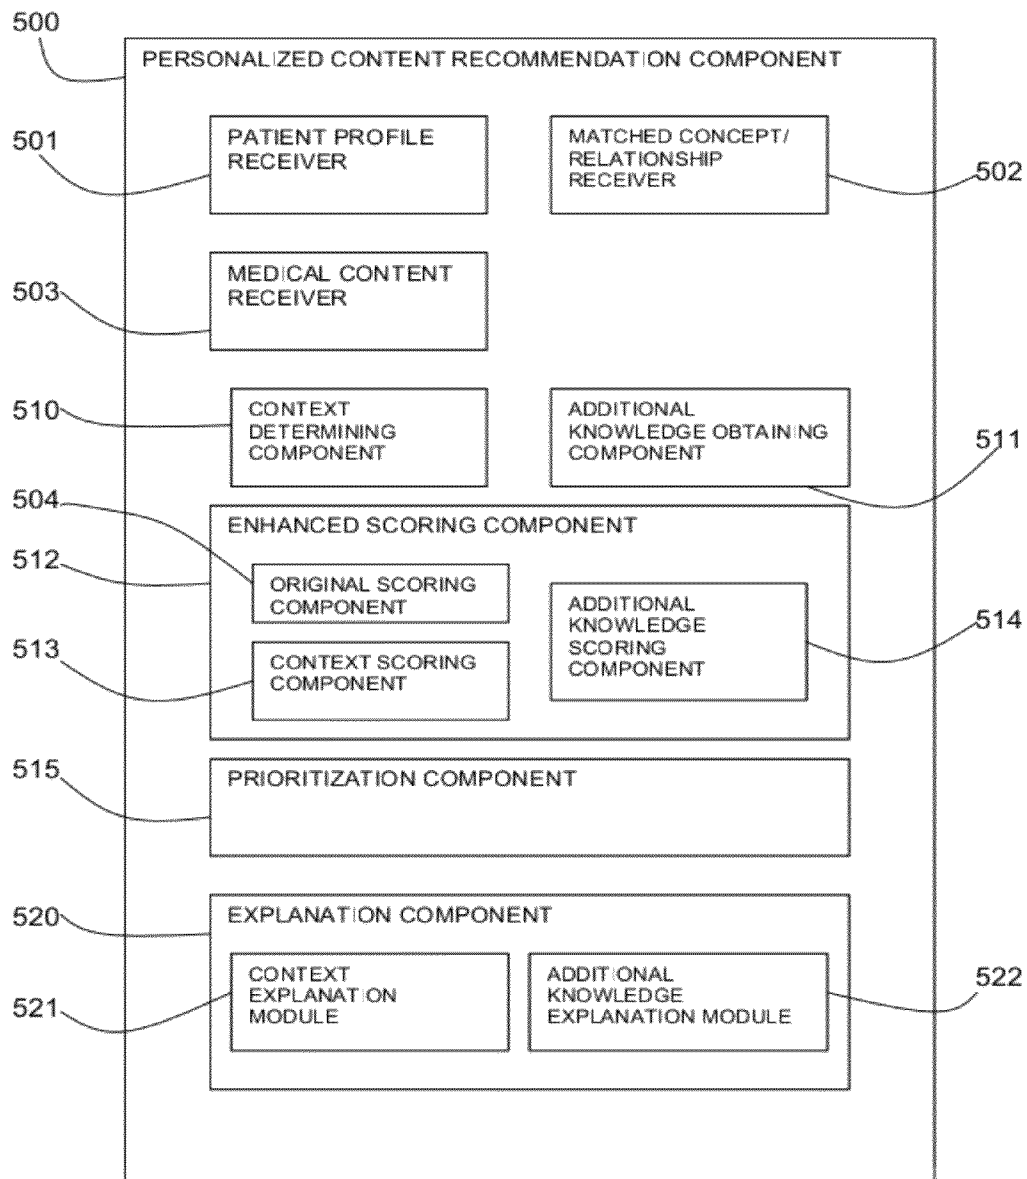 500
PERSONALIZED CONTENT RECOMMENDATION COMPONENT
501
PATIENT PROFILE
RECEIVER
MATCHED CONCEPT/
RELATIONSHIP
RECEIVER
502
503
MEDICAL CONTENT
RECEIVER
510
CONTEXT
DETERMINING
COMPONENT
ADDITIONAL
KNOWLEDGE OBTAINING
COMPONENT
511
504
512
ENHANCED SCORING COMPONENT
ORIGINAL SCORING
COMPONENT
513
CONTEXT SCORING
COMPONENT
ADDITIONAL
KNOWLEDGE
SCORING
COMPONENT
514
515
PRIORITIZATION COMPONENT
520
EXPLANATION COMPONENT
521
CONTEXT
EXPLANATION
MODULE
ADDITIONAL
KNOWLEDGE
EXPLANATION MODULE
522